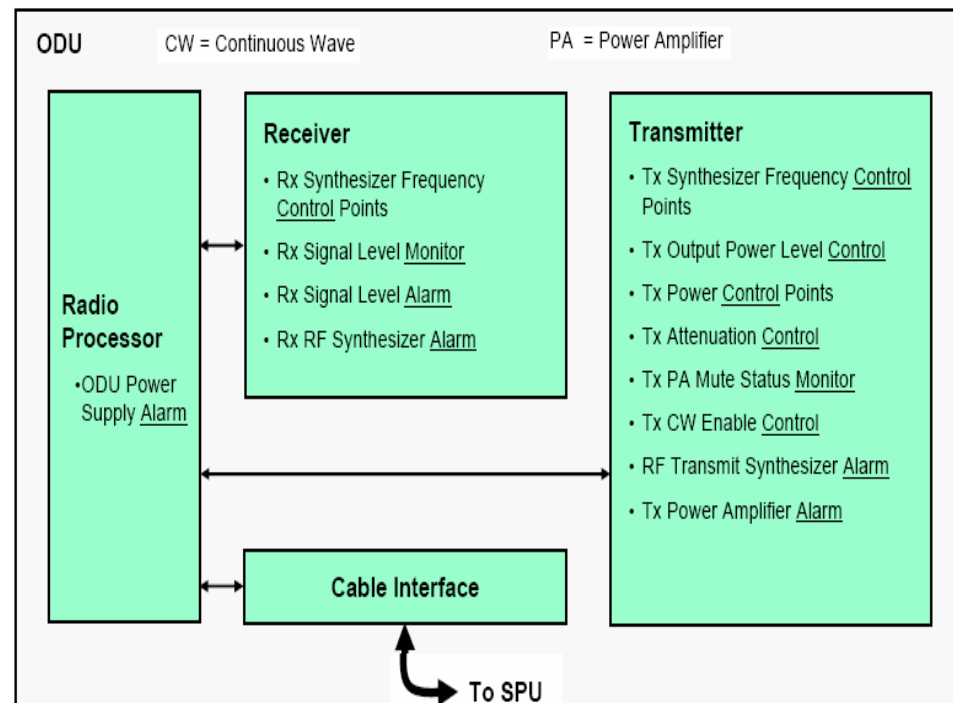 ODU
CW = Continuous Wave
PA = Power Amplifier
Radio
Processor
•ODU Power
Supply Alarm
Receiver
• Rx Synthesizer Frequency
Control Points
• Rx Signal Level Monitor
• Rx Signal Level Alarm
• Rx RF Synthesizer Alarm
Transmitter
• Tx Synthesizer Frequency Control
Points
• Tx Output Power Level Control
• Tx Power Control Points
• Tx Attenuation Control
• Tx PA Mute Status Monitor
• Tx CW Enable Control
• RF Transmit Synthesizer Alarm
• Tx Power Amplifier Alarm
Cable Interface
To SPU